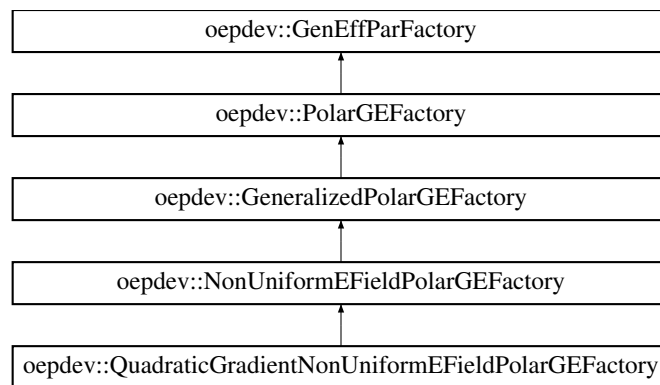 oepdev::GenEffParFactory
oepdev::PolarGEFactory
oepdev::GeneralizedPolarGEFactory
oepdev::NonUniformEFieldPolarGEFactory
oepdev::QuadraticGradientNonUniformEFieldPolarGEFactory